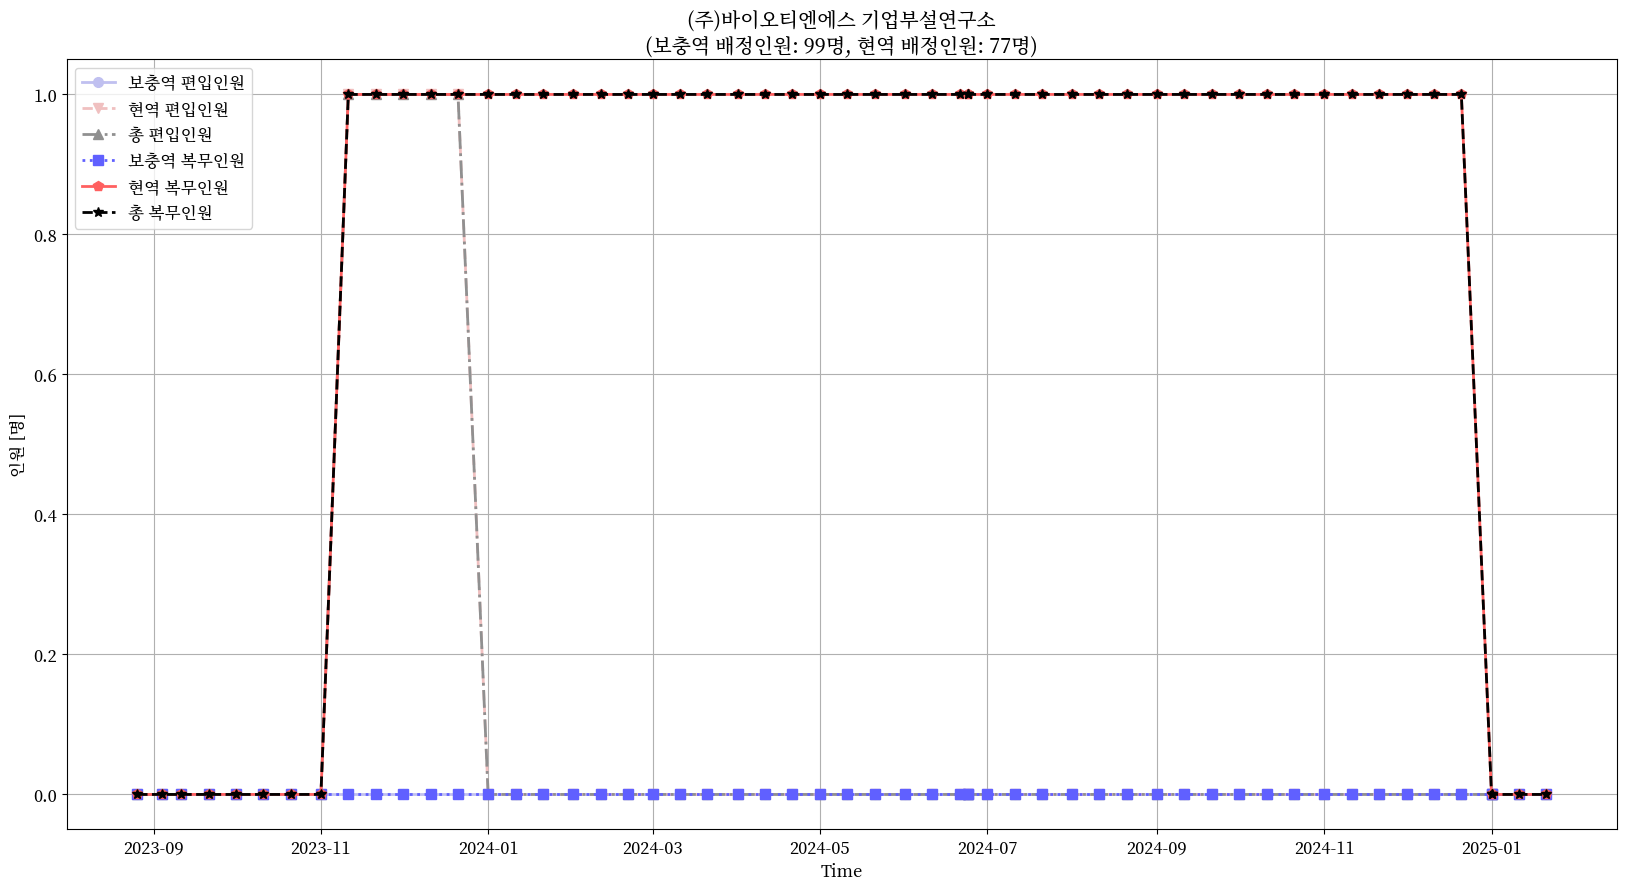 (주)바이오티엔에스 기업부설연구소
(보충역 배정인원: 99명, 현역 배정인원: 77명)
보충역 편입인원
현역 편입인원
총 편입인원
보충역 복무인원
현역 복무인원
총 복무인원
1.0
0.8
0.6
0.4
0.2
0.0
인원 [명]
2023-09
2023-11
2024-01
2024-03
2024-05
2024-07
2024-09
2024-11
2025-01
Time